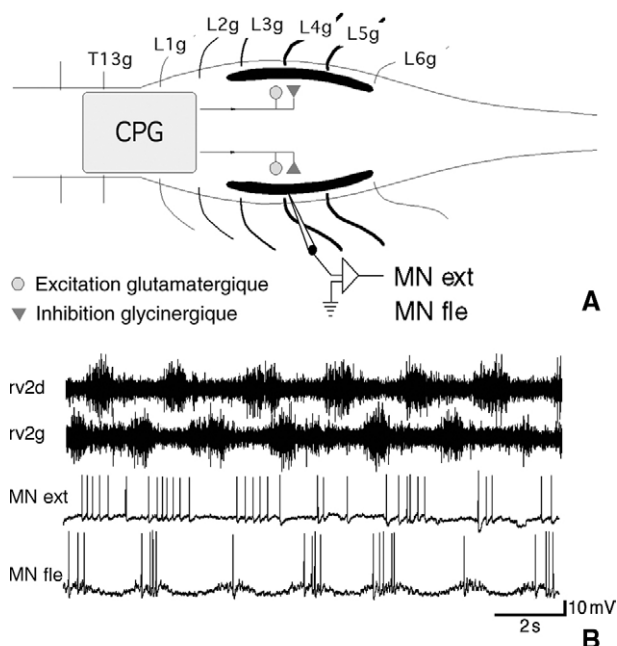 T13g L1g L2g L3g L4g L5g L6g
CPG
Excitation glutamatergique
Inhibition glycinergique
MN ext
MN fle
A
rv2d
rv2g
MN ext
MN fle
10 mV
2 s
B